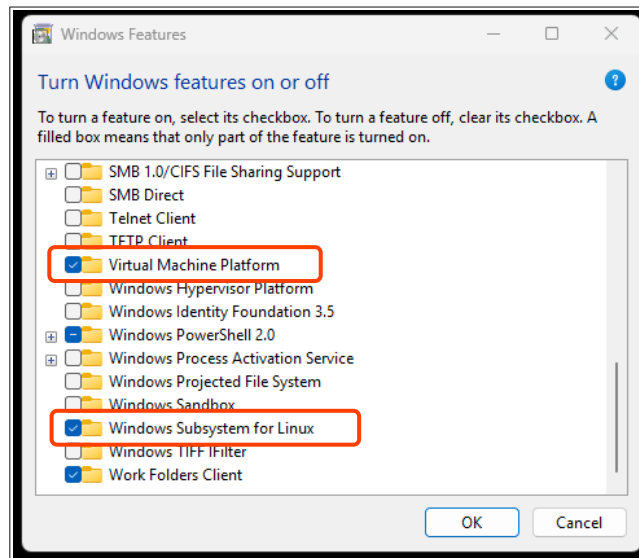 Windows Features
Turn Windows features on or off
?
To turn a feature on, select its checkbox. To turn a feature off, clear its checkbox. A
filled box means that only part of the feature is turned on.
SMB 1.0/CIFS File Sharing Support
SMB Direct
Telnet Client
TFTP Client
Virtual Machine Platform
Windows Hypervisor Platform
Windows Identity Foundation 3.5
Windows PowerShell 2.0
Windows Process Activation Service
Windows Projected File System
Windows Sandbox
Windows Subsystem for Linux
Windows TIFF IFilter
Work Folders Client
OK
Cancel